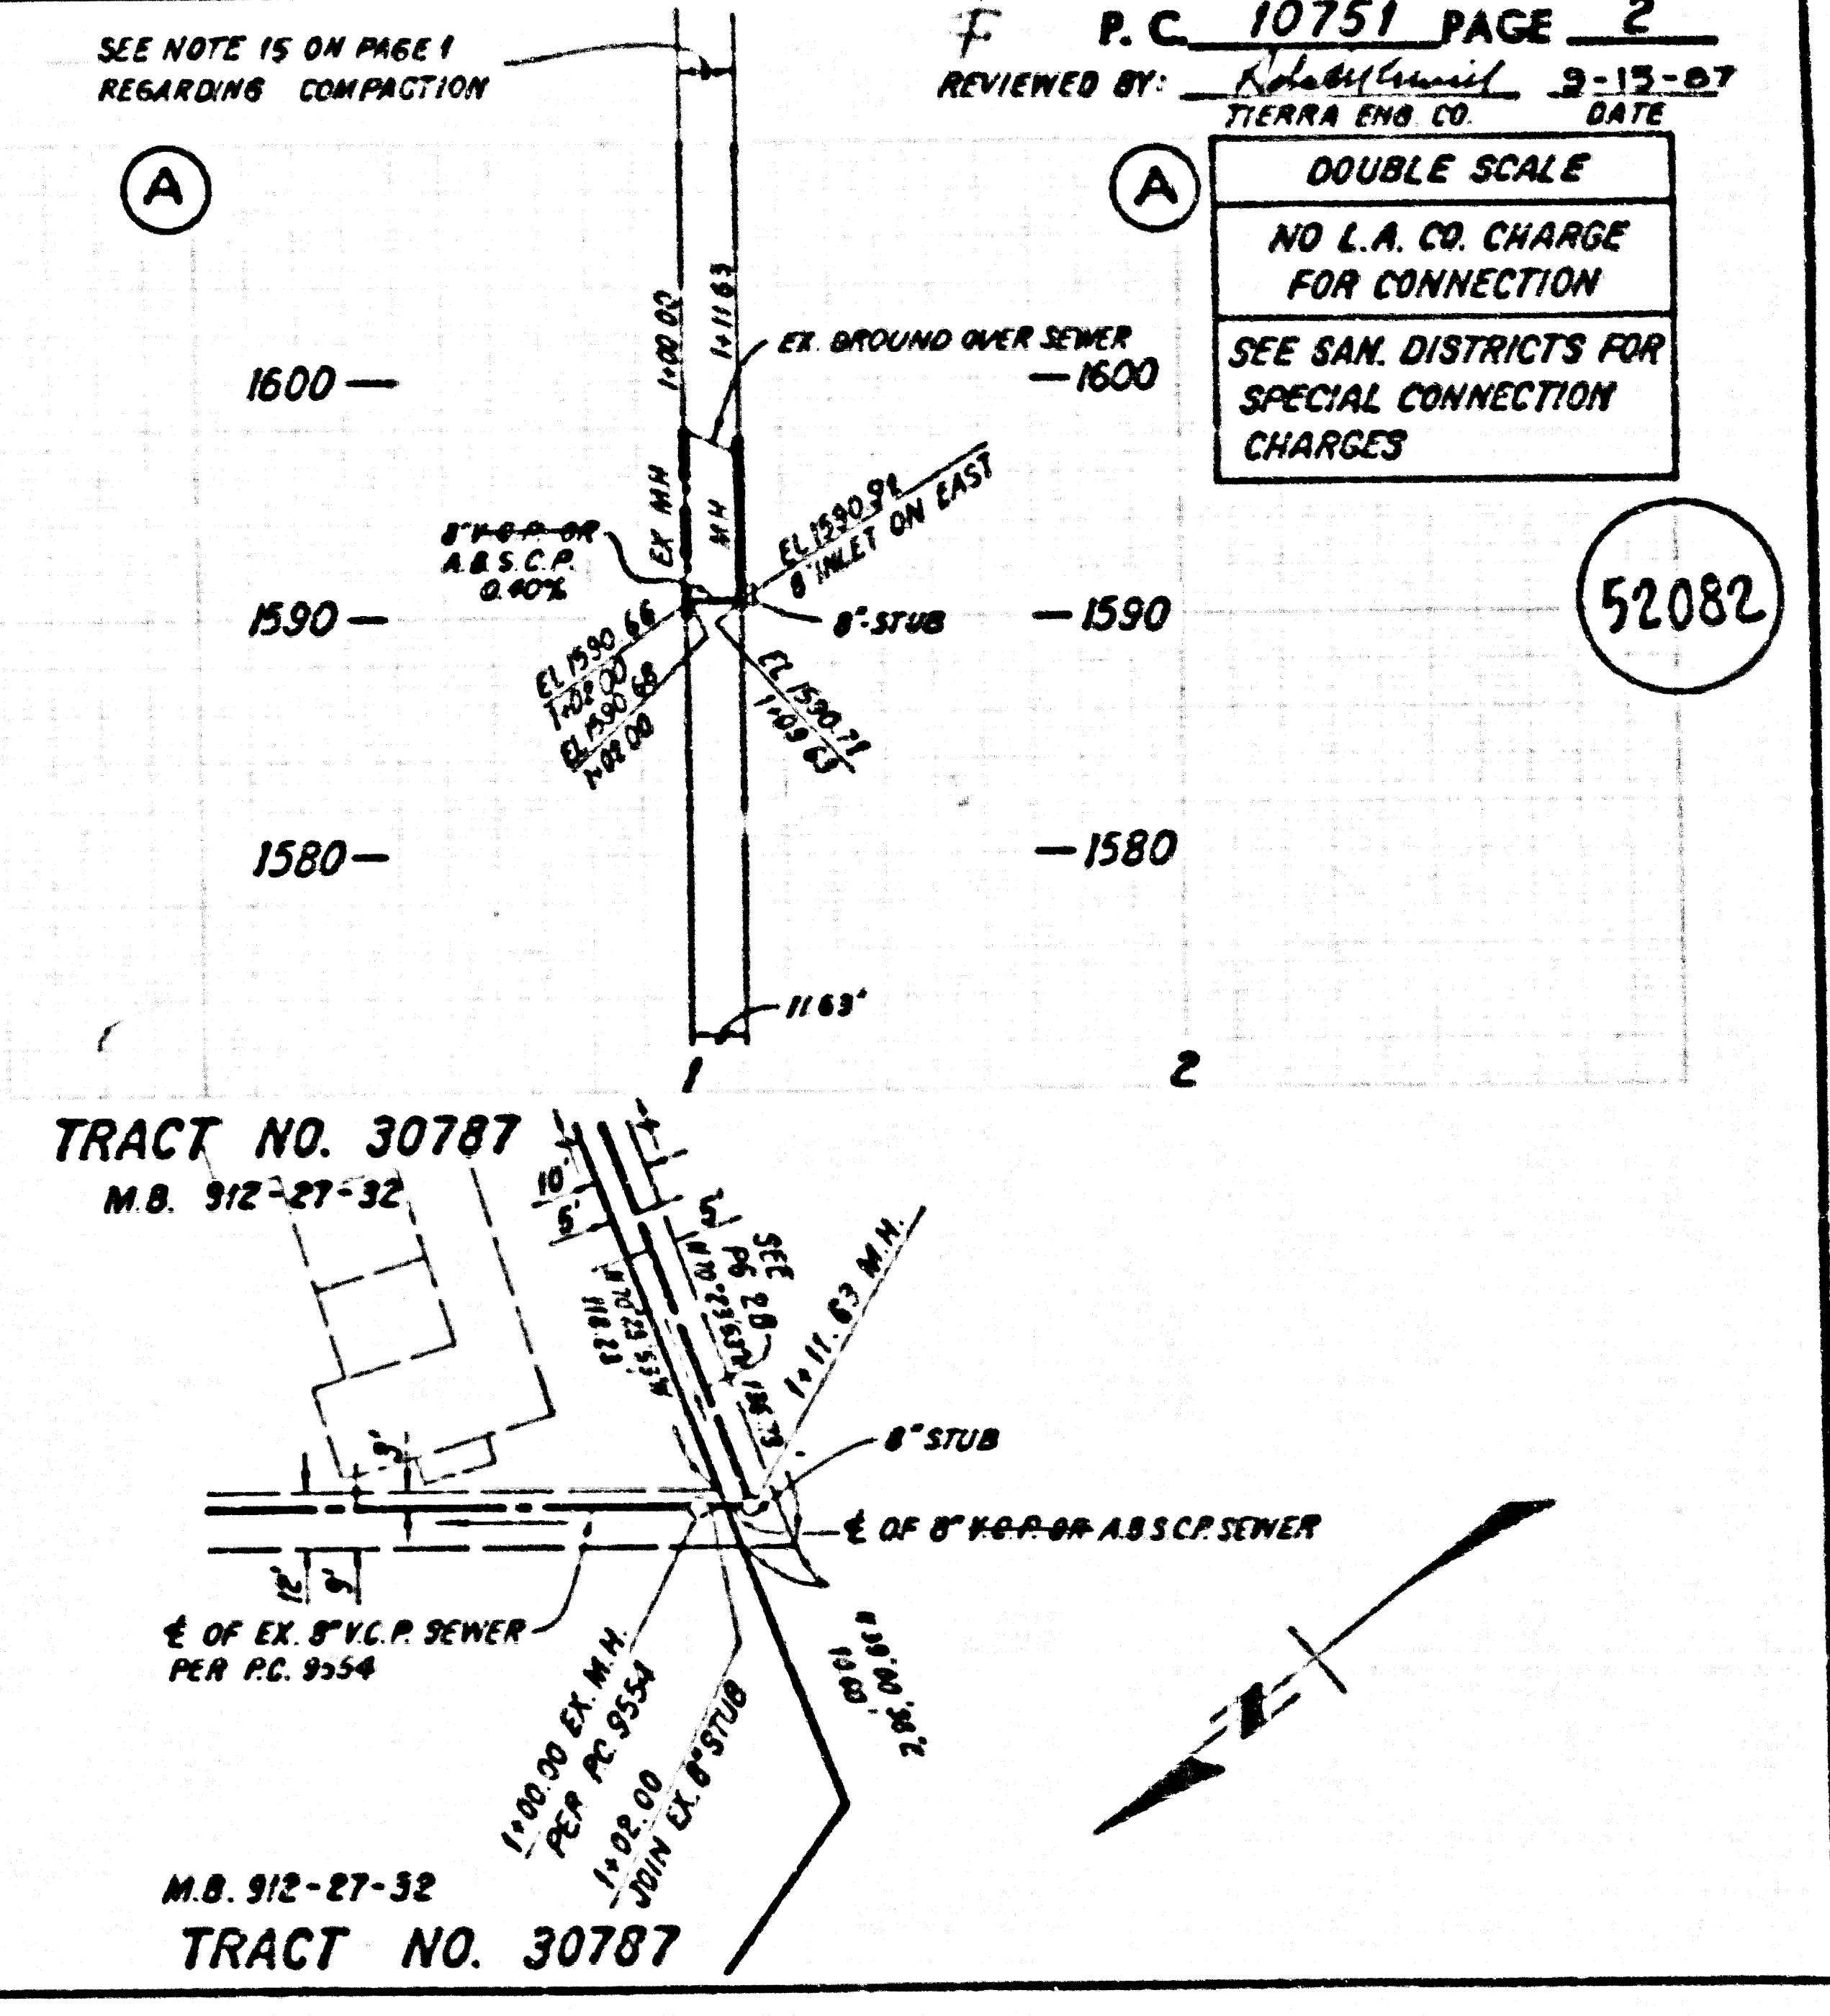 SEE NOTE 15 ON PAGE 1
REGARDING COMPACTION
P. C. 10751 PAGE 2
REVIEWED BY:
TIERRA ENG. CO. DATE
A
A
DOUBLE SCALE
NO L.A. CO. CHARGE
FOR CONNECTION
SEE SAN. DISTRICTS FOR
SPECIAL CONNECTION
CHARGES
1+00.00
1+11.63
EX. GROUND OVER SEWER
1600
1600
EX MH
MH
8" V.C.P. OR
A.B.S.C.P.
0.40%
8" INLET ON EAST
8"-STUB
1590
1590
52082
EL 1590.66
1+02.00
EL 1590.68
1+02.00
EL 1590.71
1+09.63
1580
1580
11.63'
1
2
TRACT NO. 30787
M.B. 912-27-32
10'
5'
5'
SEE
PG 2B
118.23
1+11.63 M.H.
8" STUB
9'
℄ OF 8" V.C.P. OR A.B.S.C.P. SEWER
12'
9'
℄ OF EX. 8" V.C.P. SEWER
PER P.C. 9554
1+00.00 EX. M.H.
PER P.C. 9554
1+02.00
JOIN EX. 8" STUB
M.B. 912-27-32
TRACT NO. 30787